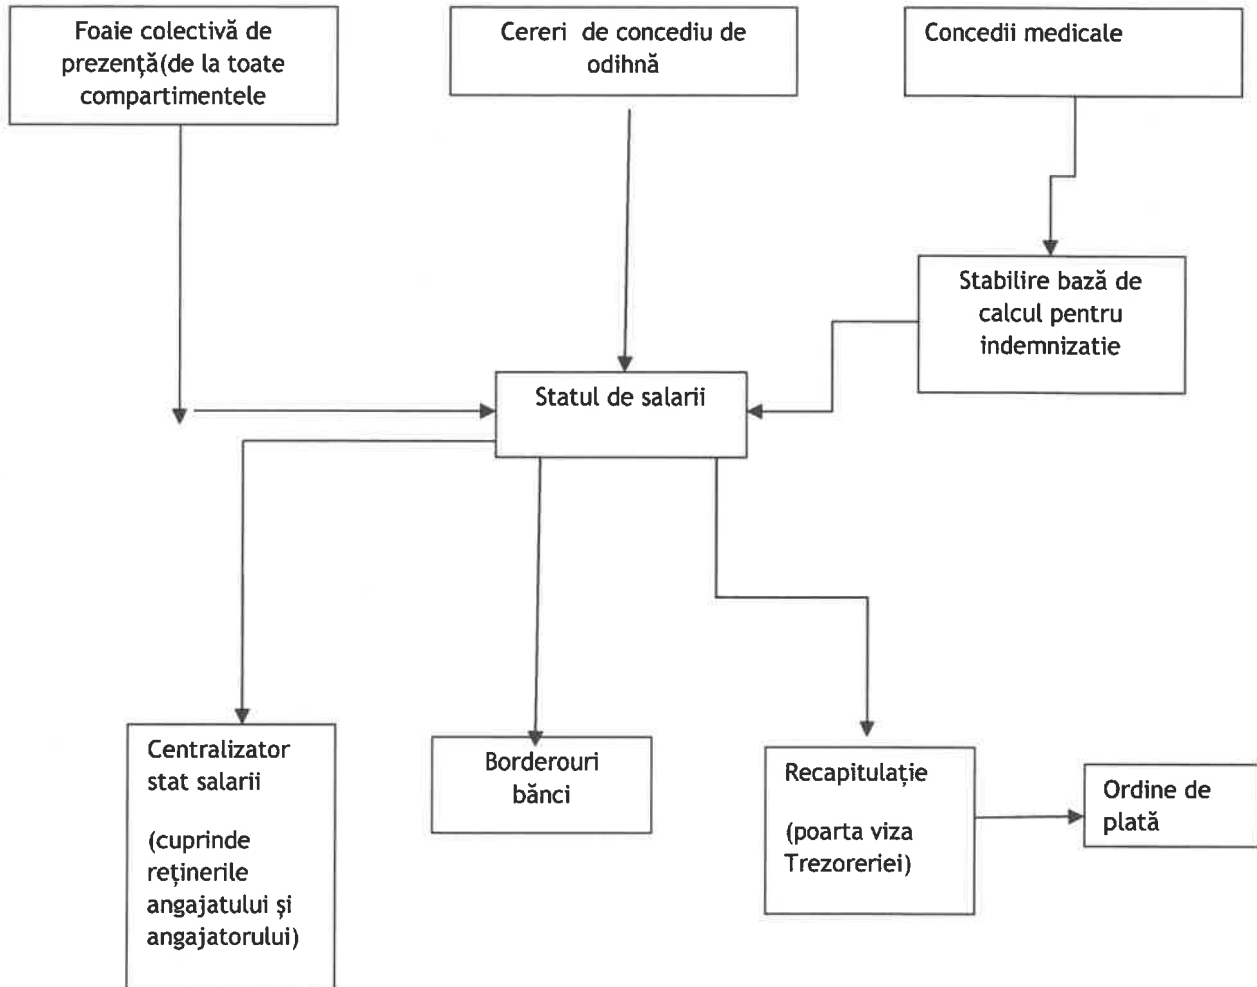 Foaie colectivă de
prezenţă(de la toate
compartimentele
Cereri de concediu de
odihnă
Concedii medicale
Stabilire bază de
calcul pentru
indemnizatie
Statul de salarii
Centralizator
stat salarii
(cuprinde
reţinerile
angajatului şi
angajatorului)
Borderouri
bănci
Recapitulaţie
(poarta viza
Trezoreriei)
Ordine de
plată